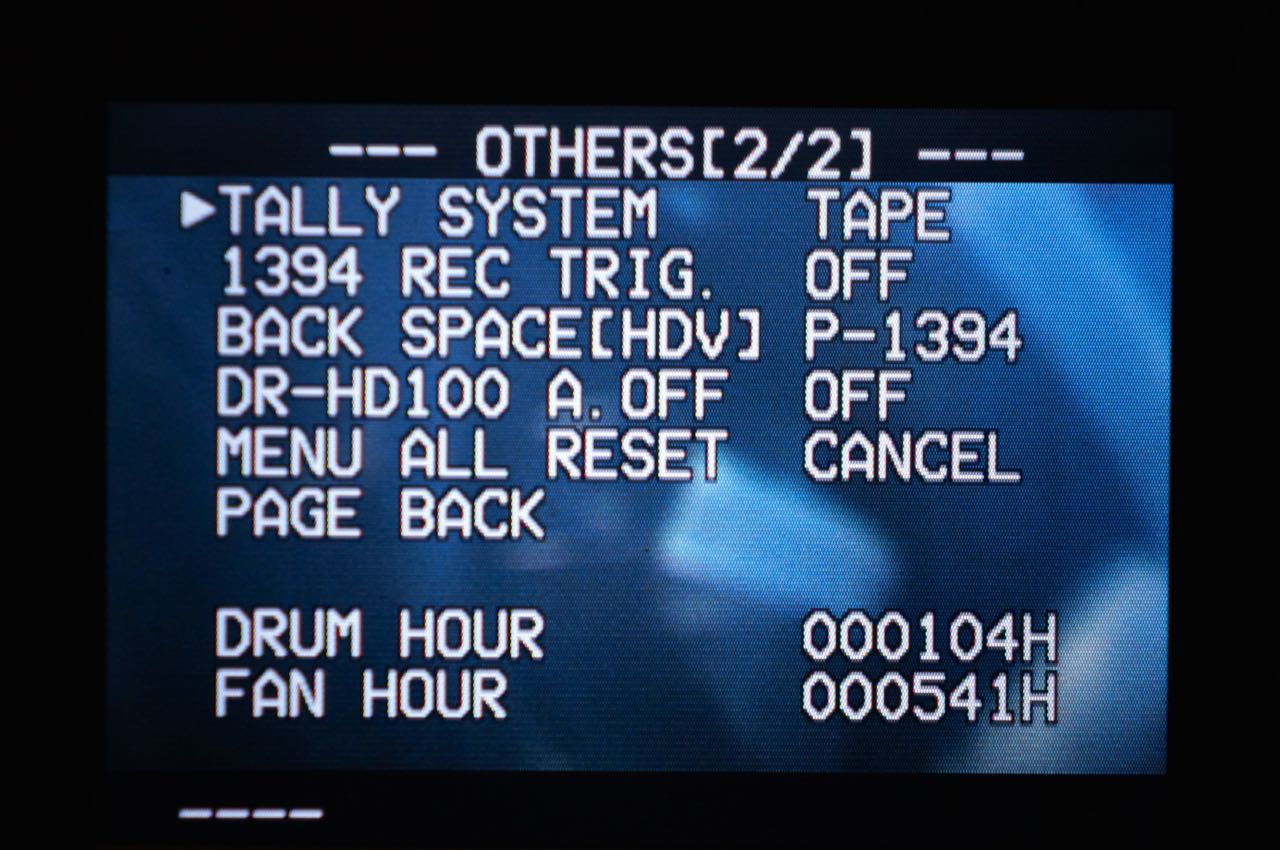 --- OTHERS[2/2] ---
▶TALLY SYSTEM TAPE
1394 REC TRIG. OFF
BACK SPACE[HDV] P-1394
DR-HD100 A.OFF OFF
MENU ALL RESET CANCEL
PAGE BACK
DRUM HOUR 000104H
FAN HOUR 000541H
----